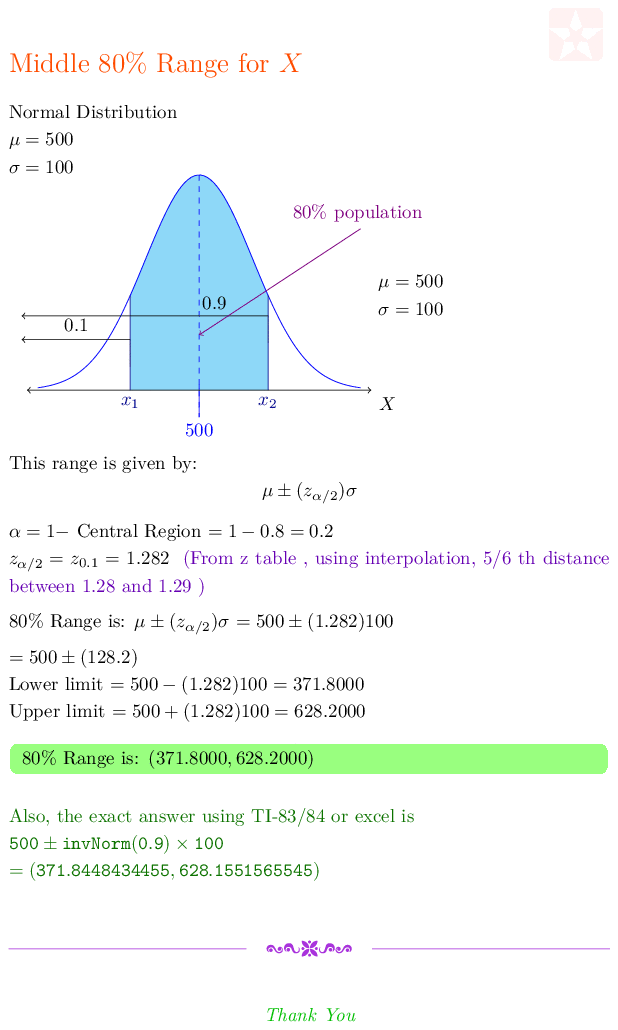 Middle 80% Range for X
Normal Distribution
μ = 500
σ = 100
80% population
μ = 500
σ = 100
0.9
0.1
x₁
x₂
X
500
This range is given by:
μ ± (z_{α/2})σ
α = 1− Central Region = 1 − 0.8 = 0.2
z_{α/2} = z_{0.1} = 1.282 (From z table , using interpolation, 5/6 th distance
between 1.28 and 1.29 )
80% Range is: μ ± (z_{α/2})σ = 500 ± (1.282)100
= 500 ± (128.2)
Lower limit = 500 − (1.282)100 = 371.8000
Upper limit = 500 + (1.282)100 = 628.2000
80% Range is: (371.8000, 628.2000)
Also, the exact answer using TI-83/84 or excel is
500 ± invNorm(0.9) × 100
= (371.8448434455, 628.1551565545)
Thank You